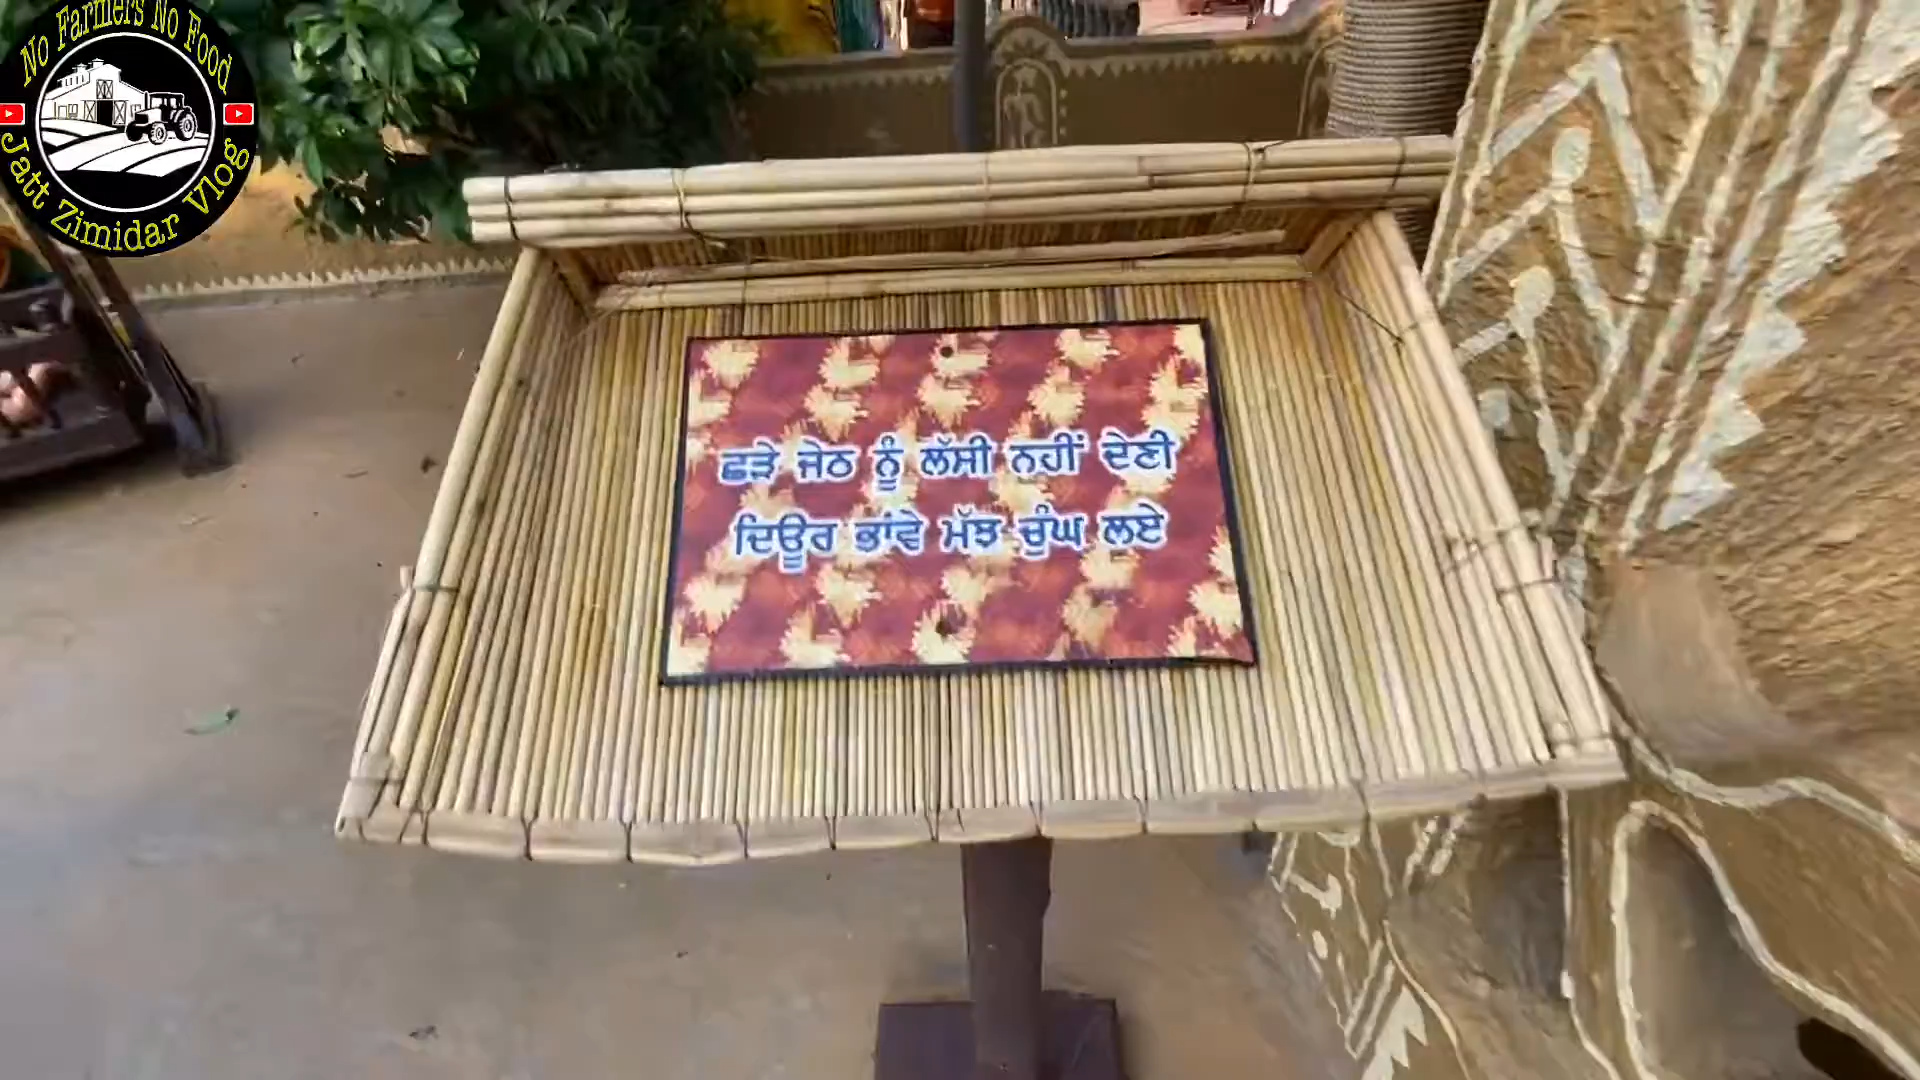 No Farmers No Food
Jatt Zimidar Vlog
ਛੜੇ ਜੇਠ ਨੂੰ ਲੱਸੀ ਨਹੀਂ ਦੇਣੀ
ਦਿਊਰ ਭਾਂਵੇ ਮੱਝ ਚੁੰਘ ਲਏ